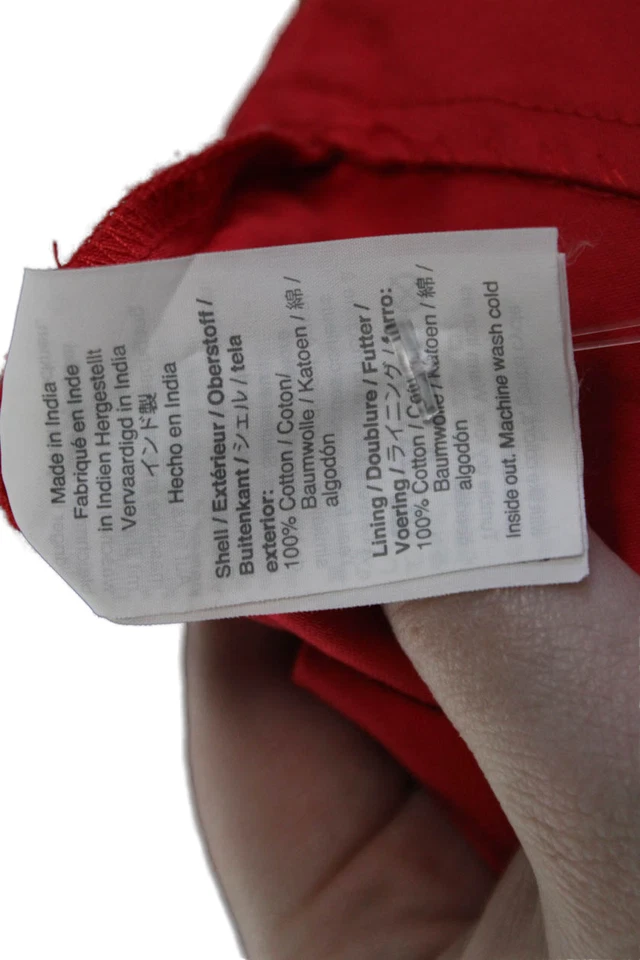 Made in India
Fabriqué en Inde
in Indien Hergestellt
Vervaardigd in India
インド製
Hecho en India
Shell / Extérieur / Oberstoff /
Buitenkant / シェル / tela
exterior:
100% Cotton / Coton/
Baumwolle / Katoen / 綿 /
algodón
Lining / Doublure / Futter /
Voering / ライニング / forro:
100% Cotton / Coton/
Baumwolle / Katoen / 綿 /
algodón
Inside out. Machine wash cold